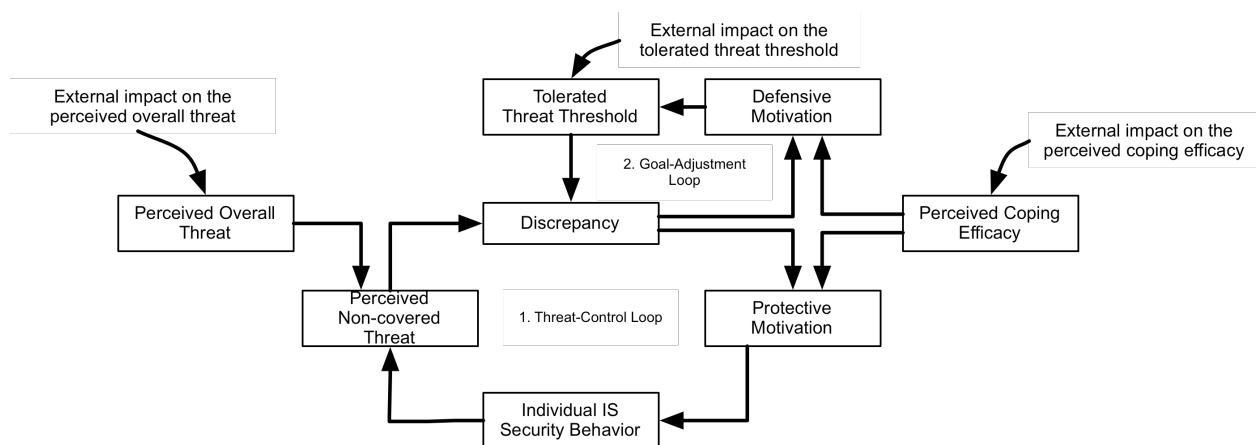 External impact on the
tolerated threat threshold
External impact on the
perceived overall threat
Tolerated
Threat Threshold
Defensive
Motivation
External impact on the
perceived coping efficacy
2. Goal-Adjustment
Loop
Perceived Overall
Threat
Discrepancy
Perceived Coping
Efficacy
Perceived
Non-covered
Threat
1. Threat-Control Loop
Protective
Motivation
Individual IS
Security Behavior